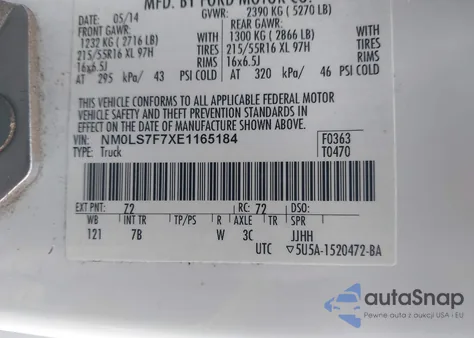 MFD. BY FORD MOTOR CO.
DATE: 05/14 GVWR: 2390 KG ( 5270 LB)
FRONT GAWR: REAR GAWR:
1232 KG ( 2716 LB) 1300 KG ( 2866 LB)
215/55R16 XL 97H TIRES 215/55R16 XL 97H TIRES
16x6.5J RIMS 16x6.5J RIMS
AT 295 kPa/ 43 PSI COLD AT 320 kPa/ 46 PSI COLD
THIS VEHICLE CONFORMS TO ALL APPLICABLE FEDERAL MOTOR
VEHICLE SAFETY AND THEFT PREVENTION STANDARDS IN
EFFECT ON THE DATE OF MANUFACTURE SHOWN ABOVE.
VIN: NM0LS7F7XE1165184 F0363
TYPE: Truck T0470
EXT PNT: 72 RC: 72 DSO:
WB INT TR TP/PS R AXLE TR SPR
121 7B W 3C JJHH
UTC ▽5U5A-1520472-BA
autoSnap
Pełne dane z aukcji USA i EU